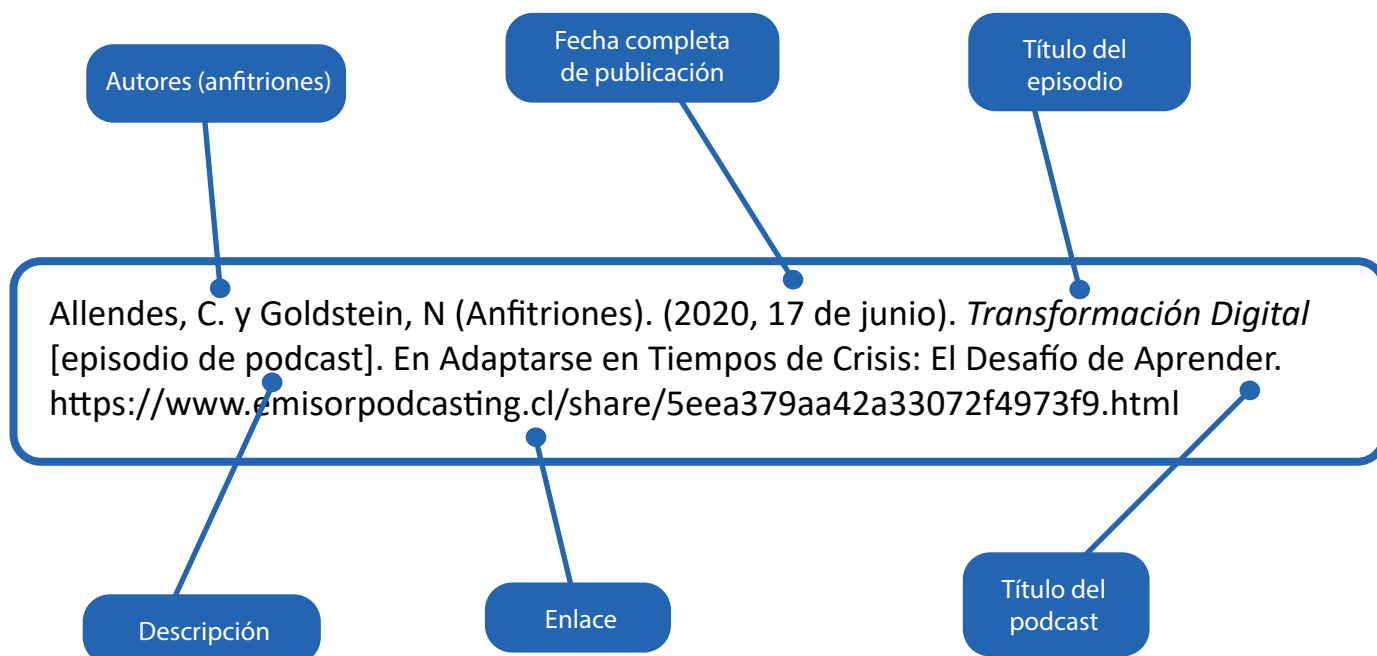 Autores (anfitriones)
Fecha completa
de publicación
Título del
episodio
Allendes, C. y Goldstein, N (Anfitriones). (2020, 17 de junio). Transformación Digital
[episodio de podcast]. En Adaptarse en Tiempos de Crisis: El Desafío de Aprender.
https://www.emisorpodcasting.cl/share/5eea379aa42a33072f4973f9.html
Descripción
Enlace
Título del
podcast